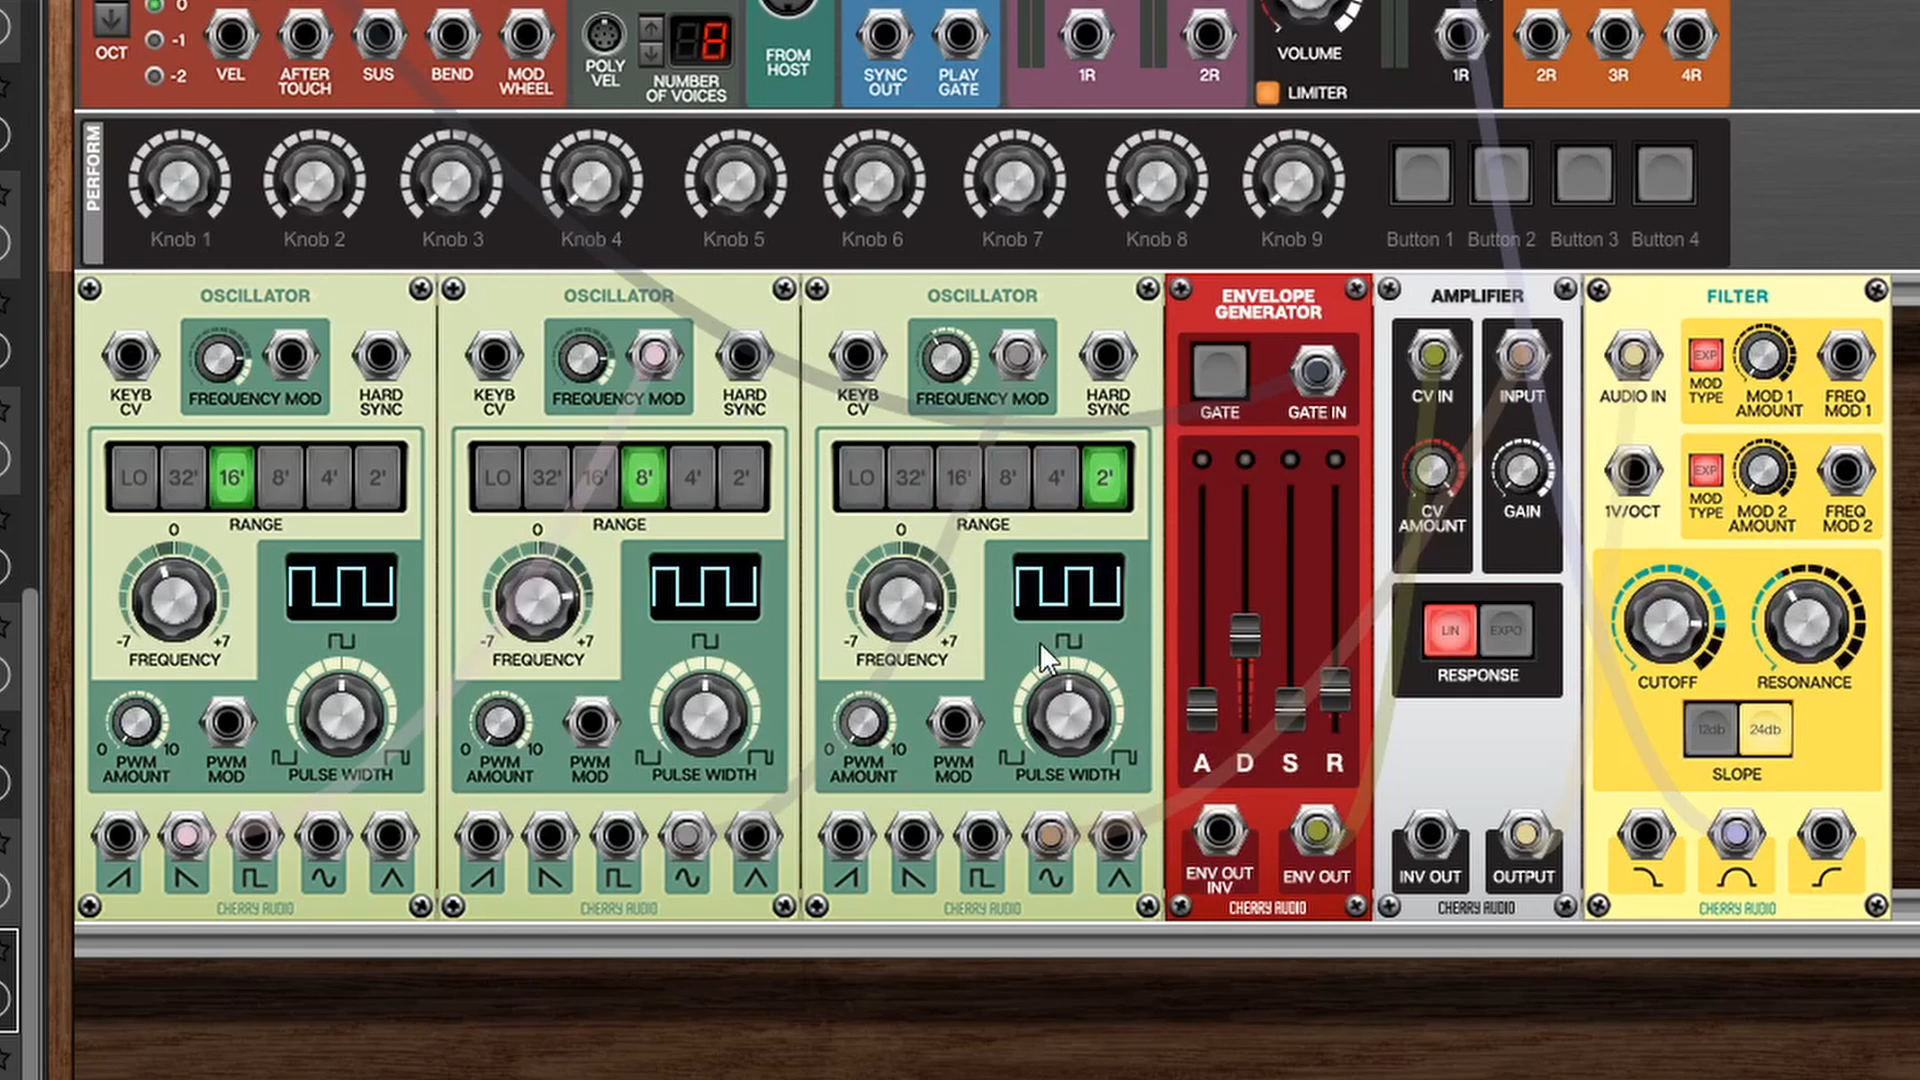 0
OCT
-1
-2
VEL
AFTER
TOUCH
SUS
BEND
MOD
WHEEL
POLY
VEL
8
NUMBER
OF VOICES
FROM
HOST
SYNC
OUT
PLAY
GATE
1R
2R
VOLUME
LIMITER
1R
2R
3R
4R
PERFORM
Knob 1
Knob 2
Knob 3
Knob 4
Knob 5
Knob 6
Knob 7
Knob 8
Knob 9
Button 1
Button 2
Button 3
Button 4
OSCILLATOR
KEYB
CV
FREQUENCY MOD
HARD
SYNC
LO 32' 16' 8' 4' 2'
RANGE
0
-7 +7
FREQUENCY
0 10
PWM
AMOUNT
PWM
MOD
PULSE WIDTH
CHERRY AUDIO
OSCILLATOR
KEYB
CV
FREQUENCY MOD
HARD
SYNC
LO 32' 16' 8' 4' 2'
RANGE
0
-7 +7
FREQUENCY
0 10
PWM
AMOUNT
PWM
MOD
PULSE WIDTH
CHERRY AUDIO
OSCILLATOR
KEYB
CV
FREQUENCY MOD
HARD
SYNC
LO 32' 16' 8' 4' 2'
RANGE
0
-7 +7
FREQUENCY
0 10
PWM
AMOUNT
PWM
MOD
PULSE WIDTH
CHERRY AUDIO
ENVELOPE
GENERATOR
GATE
GATE IN
A D S R
ENV OUT
INV
ENV OUT
CHERRY AUDIO
AMPLIFIER
CV IN
INPUT
CV
AMOUNT
GAIN
LIN EXPO
RESPONSE
INV OUT
OUTPUT
CHERRY AUDIO
FILTER
AUDIO IN
EXP
MOD
TYPE
MOD 1
AMOUNT
FREQ
MOD 1
1V/OCT
EXP
MOD
TYPE
MOD 2
AMOUNT
FREQ
MOD 2
CUTOFF
RESONANCE
12db 24db
SLOPE
CHERRY AUDIO